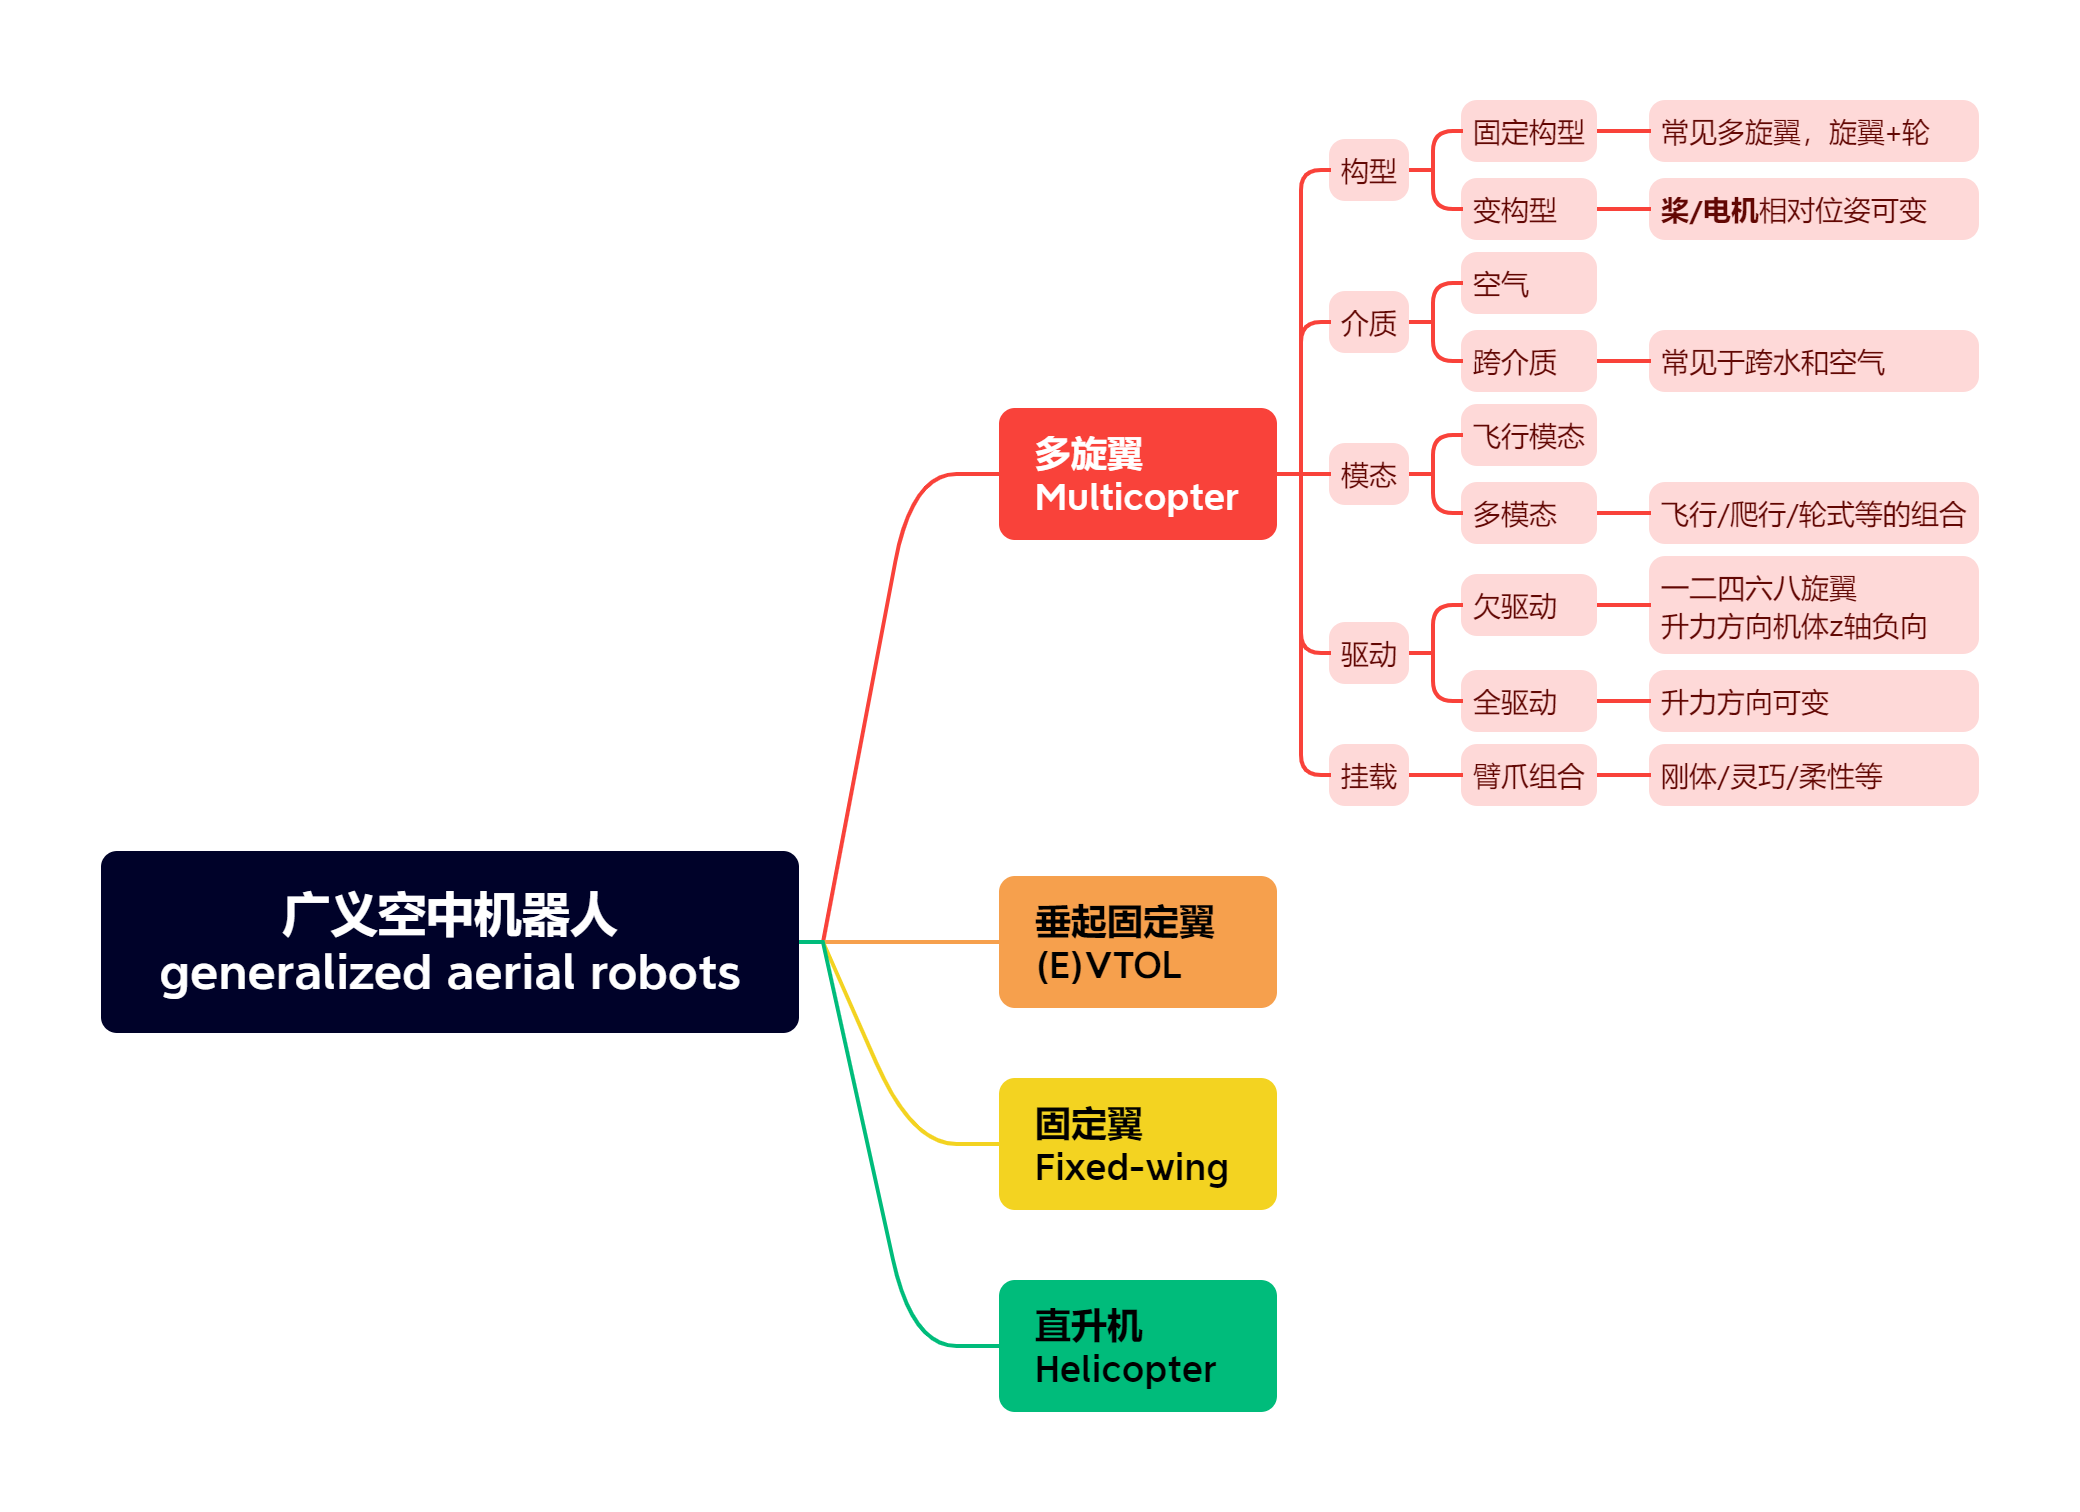 广义空中机器人
generalized aerial robots
多旋翼
Multicopter
构型
固定构型
常见多旋翼，旋翼+轮
变构型
桨/电机相对位姿可变
介质
空气
跨介质
常见于跨水和空气
模态
飞行模态
多模态
飞行/爬行/轮式等的组合
驱动
欠驱动
一二四六八旋翼
升力方向机体z轴负向
全驱动
升力方向可变
挂载
臂爪组合
刚体/灵巧/柔性等
垂起固定翼
(E)VTOL
固定翼
Fixed-wing
直升机
Helicopter